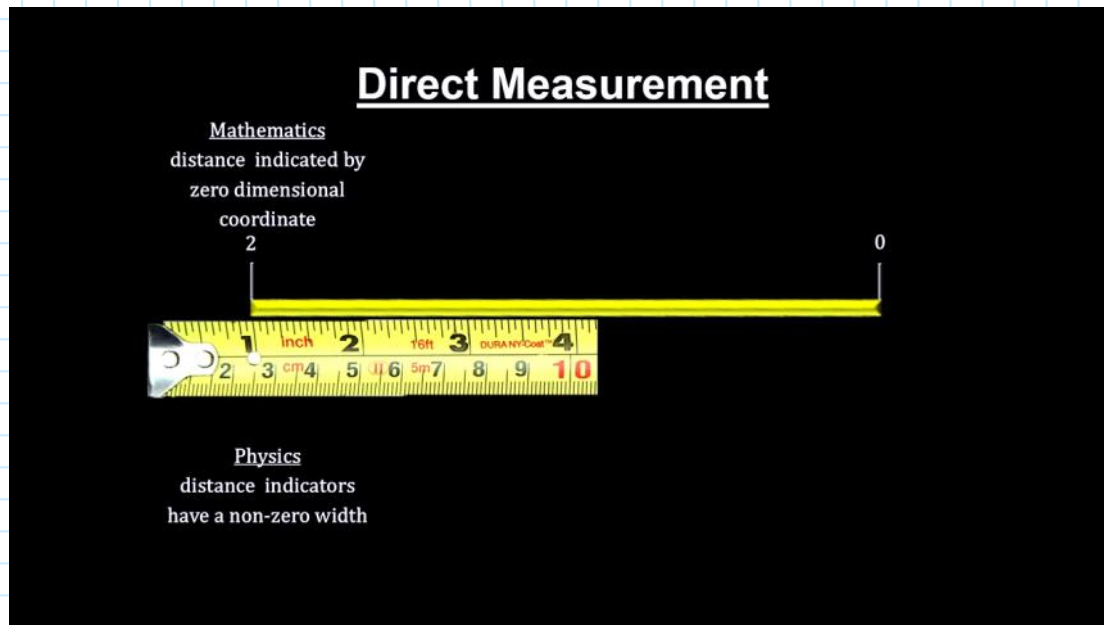 Direct Measurement
Mathematics
distance indicated by
zero dimensional
coordinate
2
0
1 inch 2 16ft 3 DURA NY-Coat™ 4
2 3 cm 4 5 6 5m 7 8 9 10
Physics
distance indicators
have a non-zero width